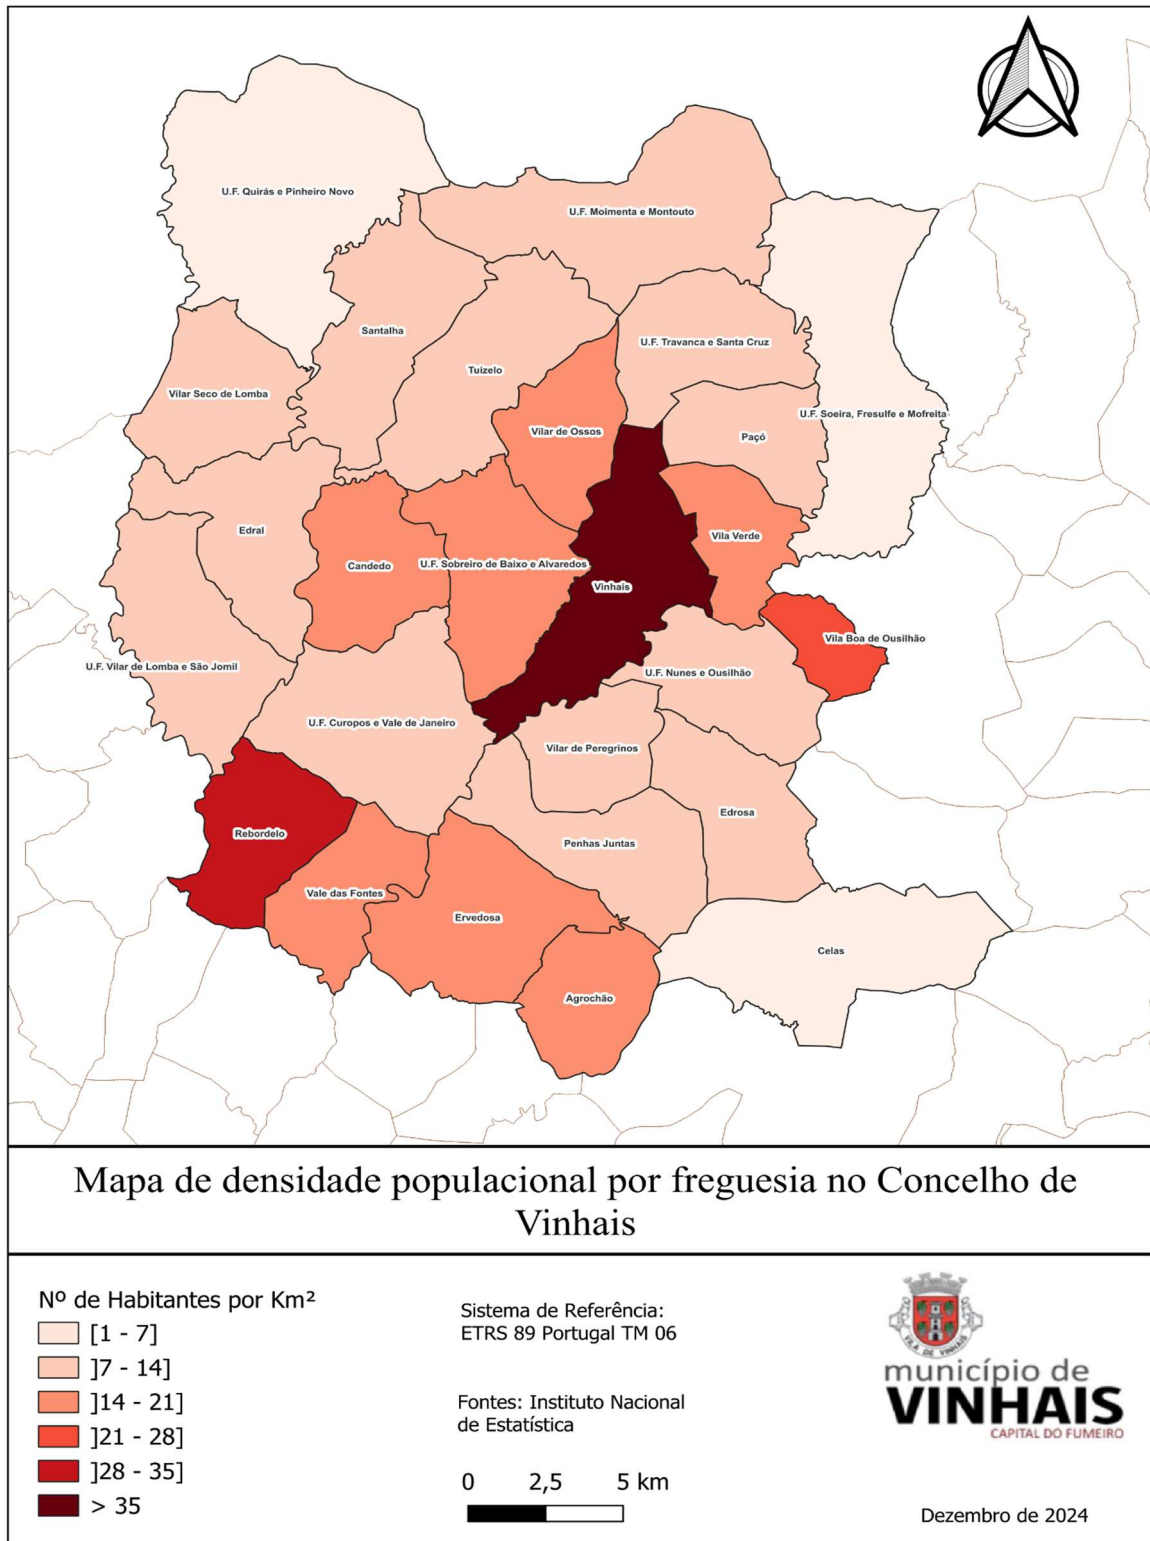 U.F. Quirás e Pinheiro Novo
U.F. Moimenta e Montouto
Santalha
U.F. Travanca e Santa Cruz
Tuizelo
Vilar Seco de Lomba
U.F. Soeira, Fresulfe e Mofreita
Vilar de Ossos
Paçó
Edral
Vila Verde
Candedo
U.F. Sobreiro de Baixo e Alvaredos
Vinhais
Vila Boa de Ousilhão
U.F. Vilar de Lomba e São Jomil
U.F. Nunes e Ousilhão
U.F. Curopos e Vale de Janeiro
Vilar de Peregrinos
Edrosa
Rebordelo
Penhas Juntas
Vale das Fontes
Ervedosa
Celas
Agrochão
Mapa de densidade populacional por freguesia no Concelho de
Vinhais
Nº de Habitantes por Km²
[1 - 7]
]7 - 14]
]14 - 21]
]21 - 28]
]28 - 35]
> 35
Sistema de Referência:
ETRS 89 Portugal TM 06
Fontes: Instituto Nacional
de Estatística
0 2,5 5 km
VILA DE VINHAIS
município de
VINHAIS
CAPITAL DO FUMEIRO
Dezembro de 2024